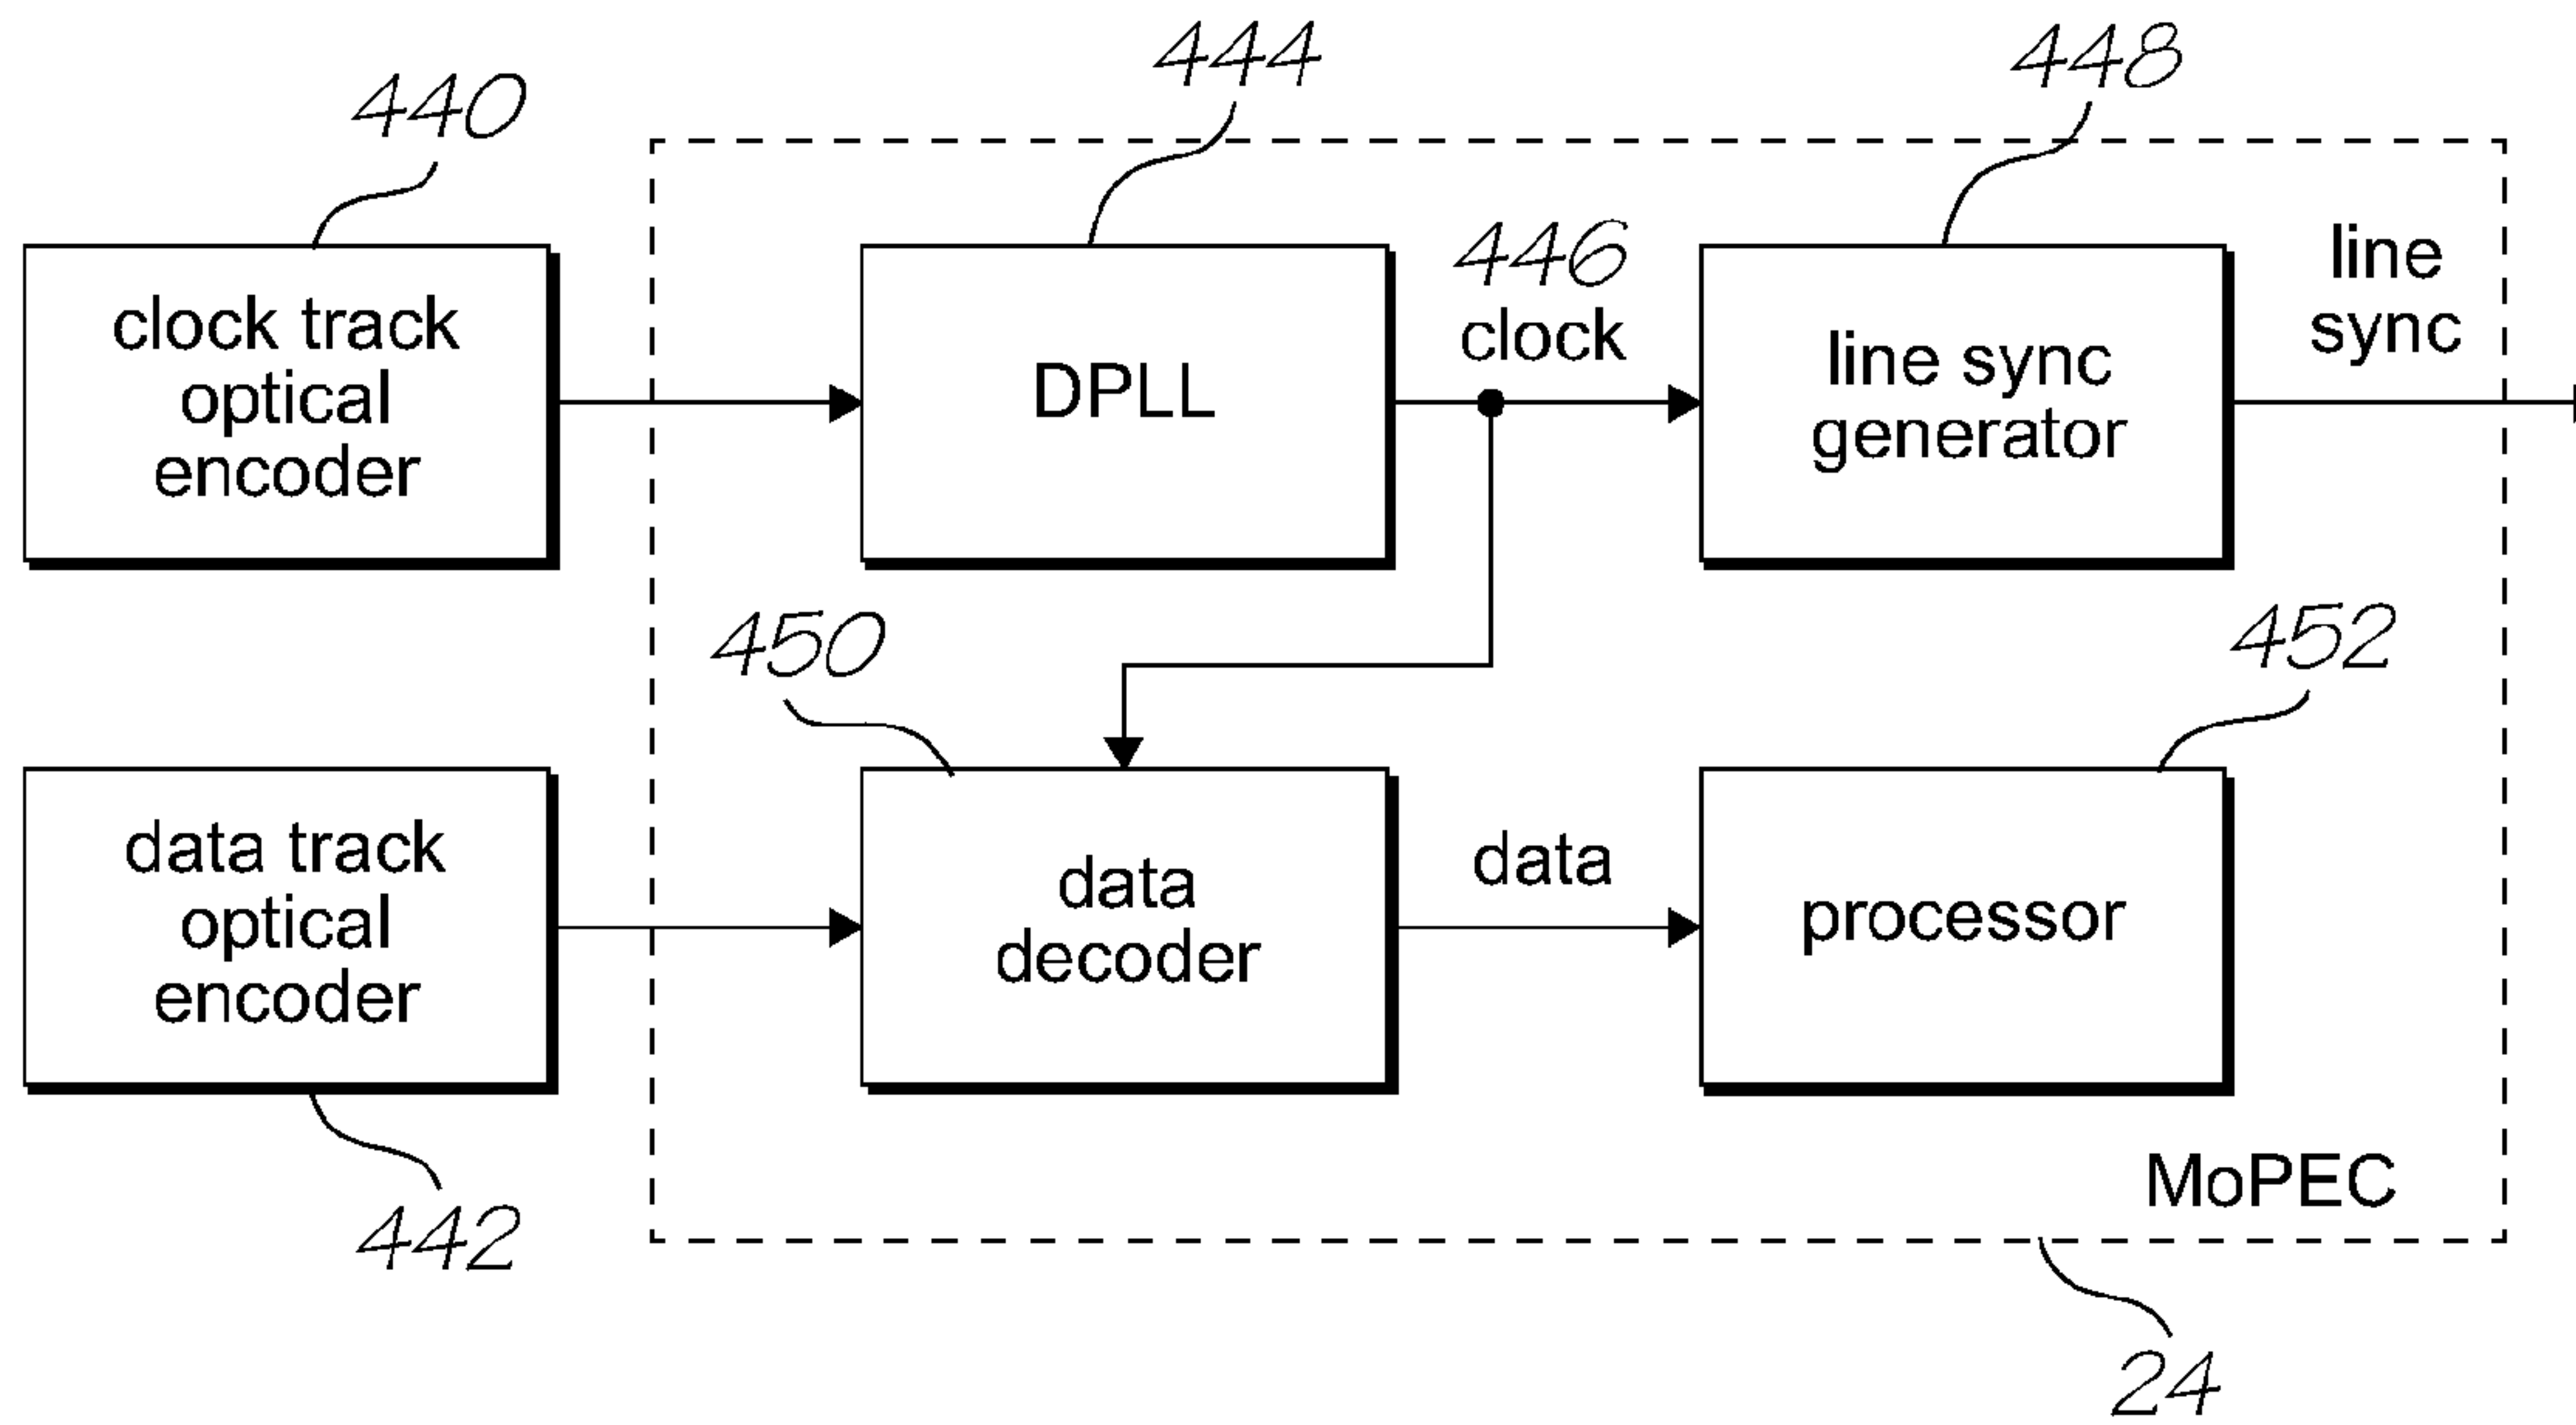 440
444
448
446
clock
line
sync
clock track
optical
encoder
DPLL
line sync
generator
450
452
data track
optical
encoder
data
decoder
data
processor
MoPEC
442
24